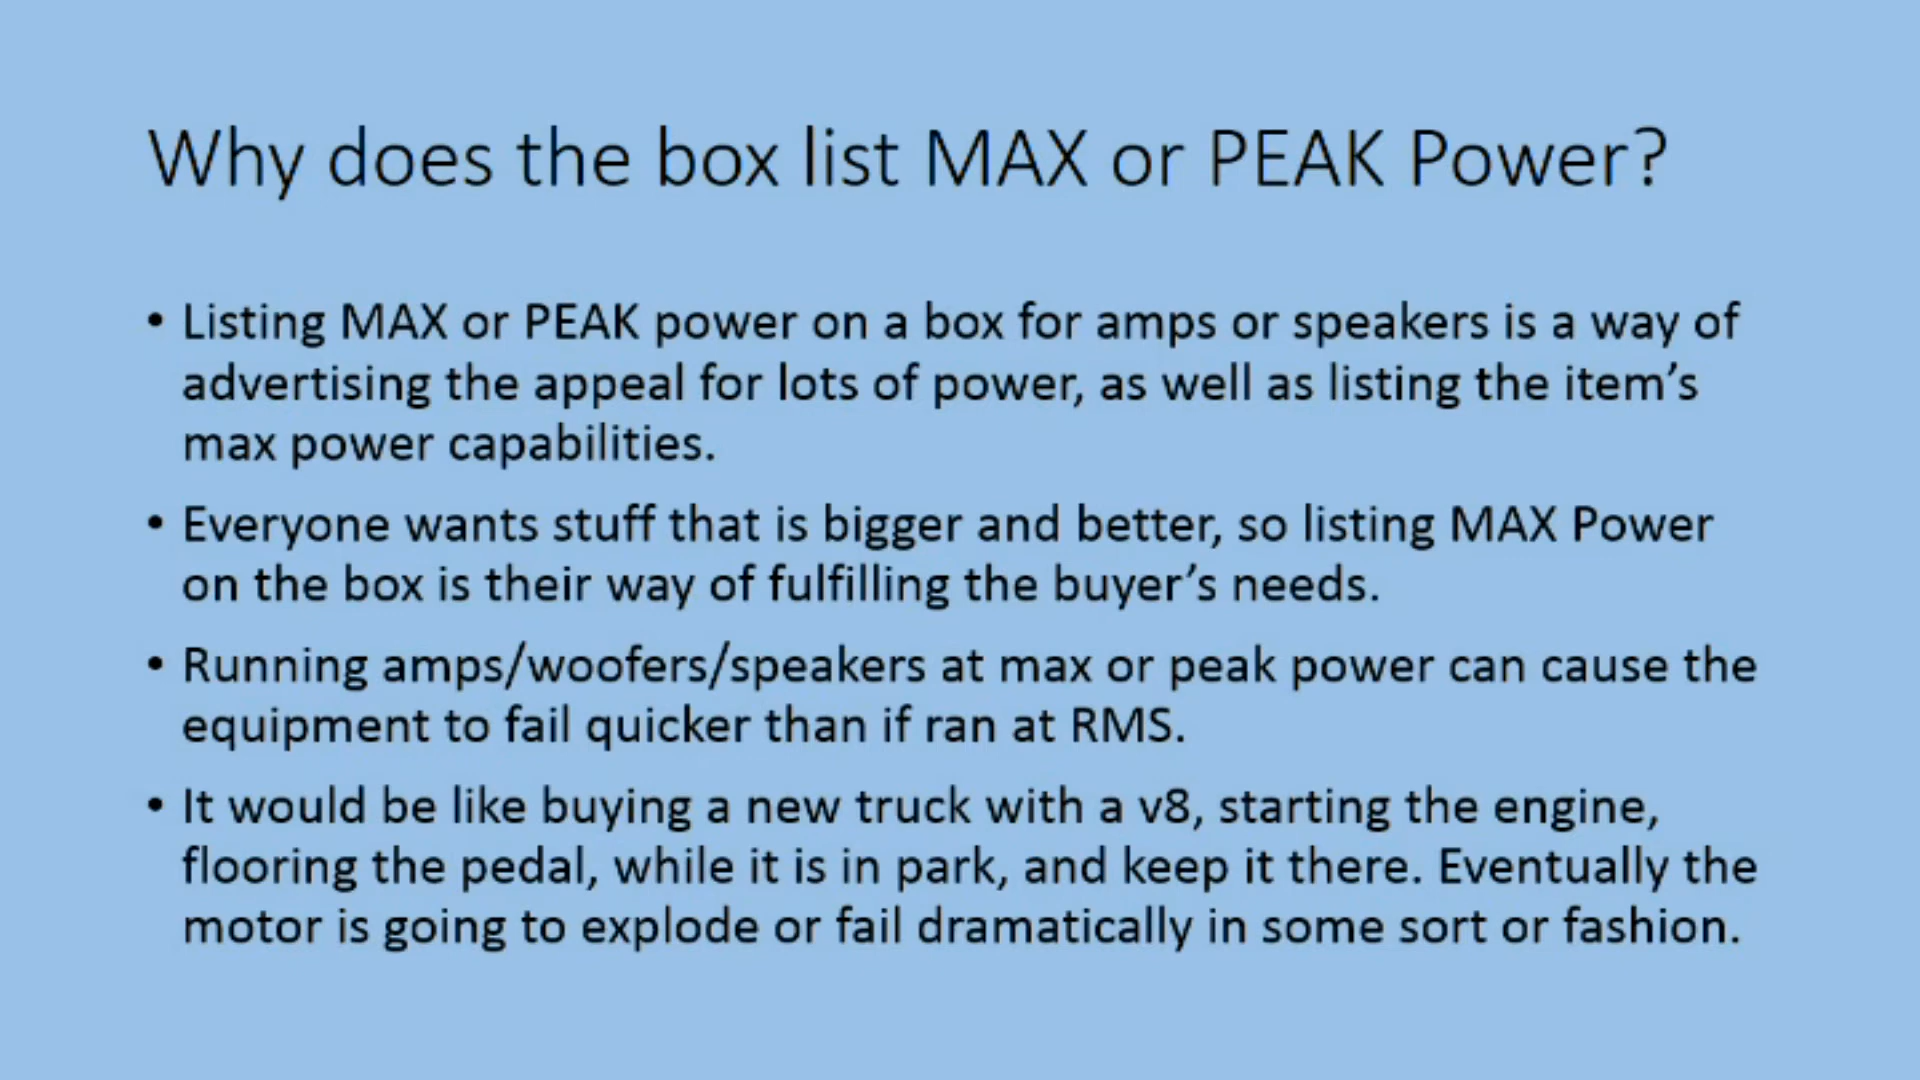 Why does the box list MAX or PEAK Power?
• Listing MAX or PEAK power on a box for amps or speakers is a way of
advertising the appeal for lots of power, as well as listing the item’s
max power capabilities.
• Everyone wants stuff that is bigger and better, so listing MAX Power
on the box is their way of fulfilling the buyer’s needs.
• Running amps/woofers/speakers at max or peak power can cause the
equipment to fail quicker than if ran at RMS.
• It would be like buying a new truck with a v8, starting the engine,
flooring the pedal, while it is in park, and keep it there. Eventually the
motor is going to explode or fail dramatically in some sort or fashion.